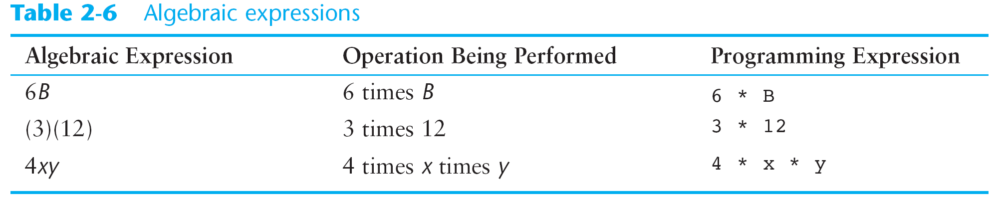 Table 2-6 Algebraic expressions
Algebraic Expression Operation Being Performed Programming Expression
6B 6 times B 6 * B
(3)(12) 3 times 12 3 * 12
4xy 4 times x times y 4 * x * y